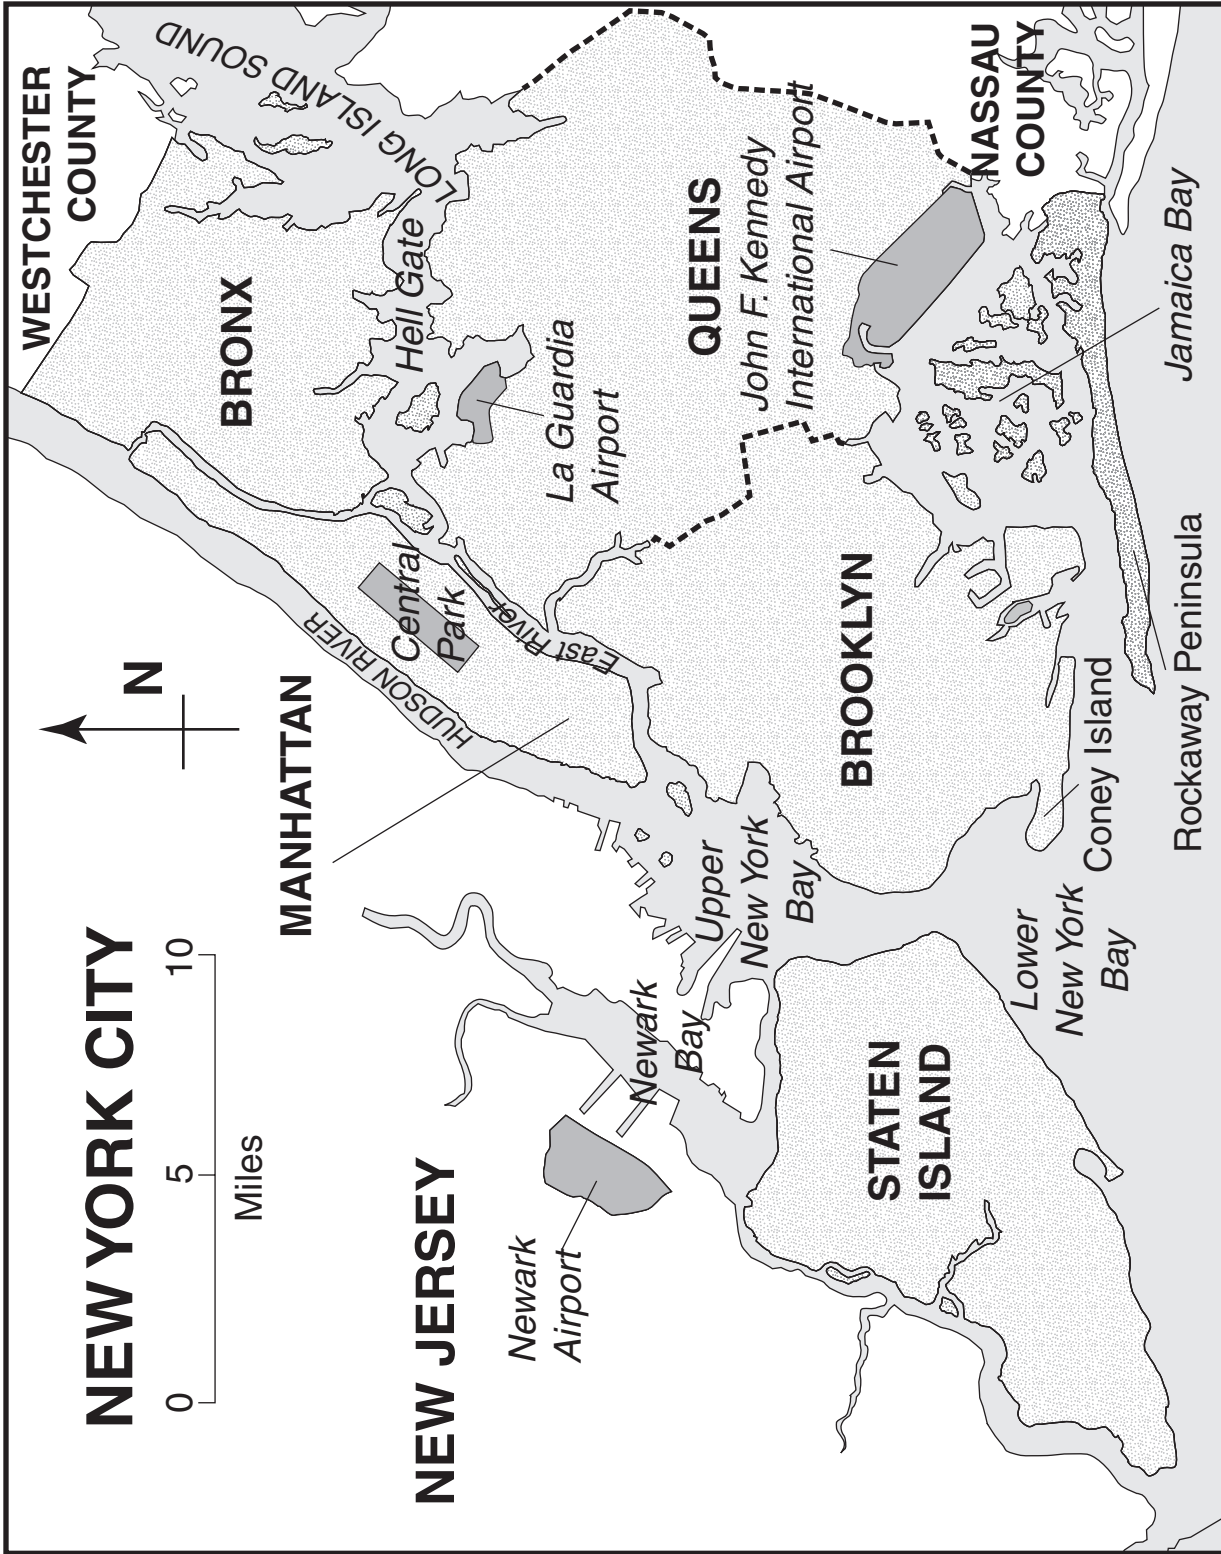 NEW YORK CITY
0 5 10
Miles
N
WESTCHESTER
COUNTY
LONG ISLAND SOUND
BRONX
Hell Gate
MANHATTAN
HUDSON RIVER
Central
Park
East River
La Guardia
Airport
NEW JERSEY
Newark
Airport
Newark
Bay
Upper
New York
Bay
QUEENS
John F. Kennedy
International Airport
NASSAU
COUNTY
BROOKLYN
STATEN
ISLAND
Lower
New York
Bay
Coney Island
Rockaway Peninsula
Jamaica Bay